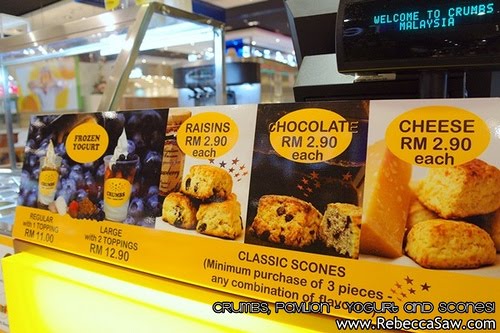 WELCOME TO CRUMBS
MALAYSIA
FROZEN
YOGURT
CRUMBS
REGULAR
with 1 TOPPING
RM 11.00
LARGE
with 2 TOPPINGS
RM 12.90
RAISINS
RM 2.90
each
CHOCOLATE
RM 2.90
each
CHEESE
RM 2.90
each
CLASSIC SCONES
(Minimum purchase of 3 pieces
any combination of flavo
CRUMBS, PAVILION - YOGURT AND SCONES!
www.RebeccaSaw.com